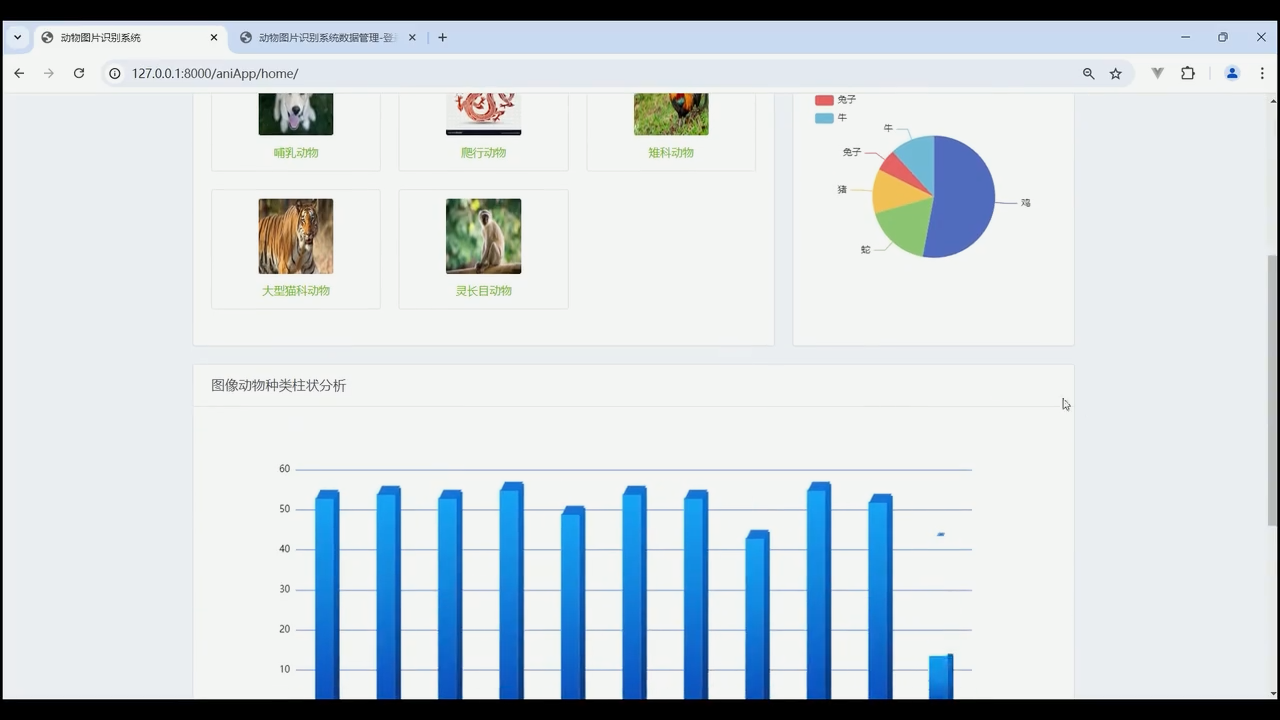 动物图片识别系统
动物图片识别系统数据管理-登
127.0.0.1:8000/aniApp/home/
哺乳动物
爬行动物
雉科动物
大型猫科动物
灵长目动物
兔子
牛
牛
兔子
猪
蛇
鸡
图像动物种类柱状分析
60
50
40
30
20
10